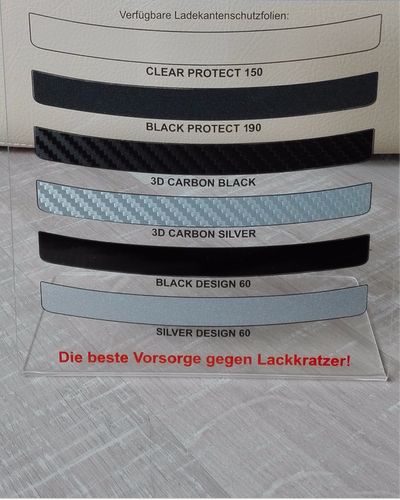 Verfügbare Ladekantenschutzfolien:
CLEAR PROTECT 150
BLACK PROTECT 190
3D CARBON BLACK
3D CARBON SILVER
BLACK DESIGN 60
SILVER DESIGN 60
Die beste Vorsorge gegen Lackkratzer!